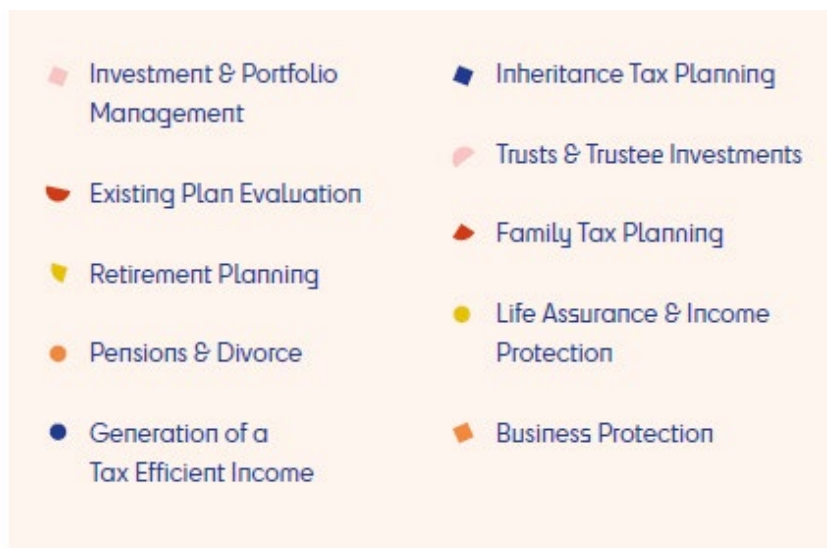 Investment & Portfolio
Management
Existing Plan Evaluation
Retirement Planning
Pensions & Divorce
Generation of a
Tax Efficient Income
Inheritance Tax Planning
Trusts & Trustee Investments
Family Tax Planning
Life Assurance & Income
Protection
Business Protection